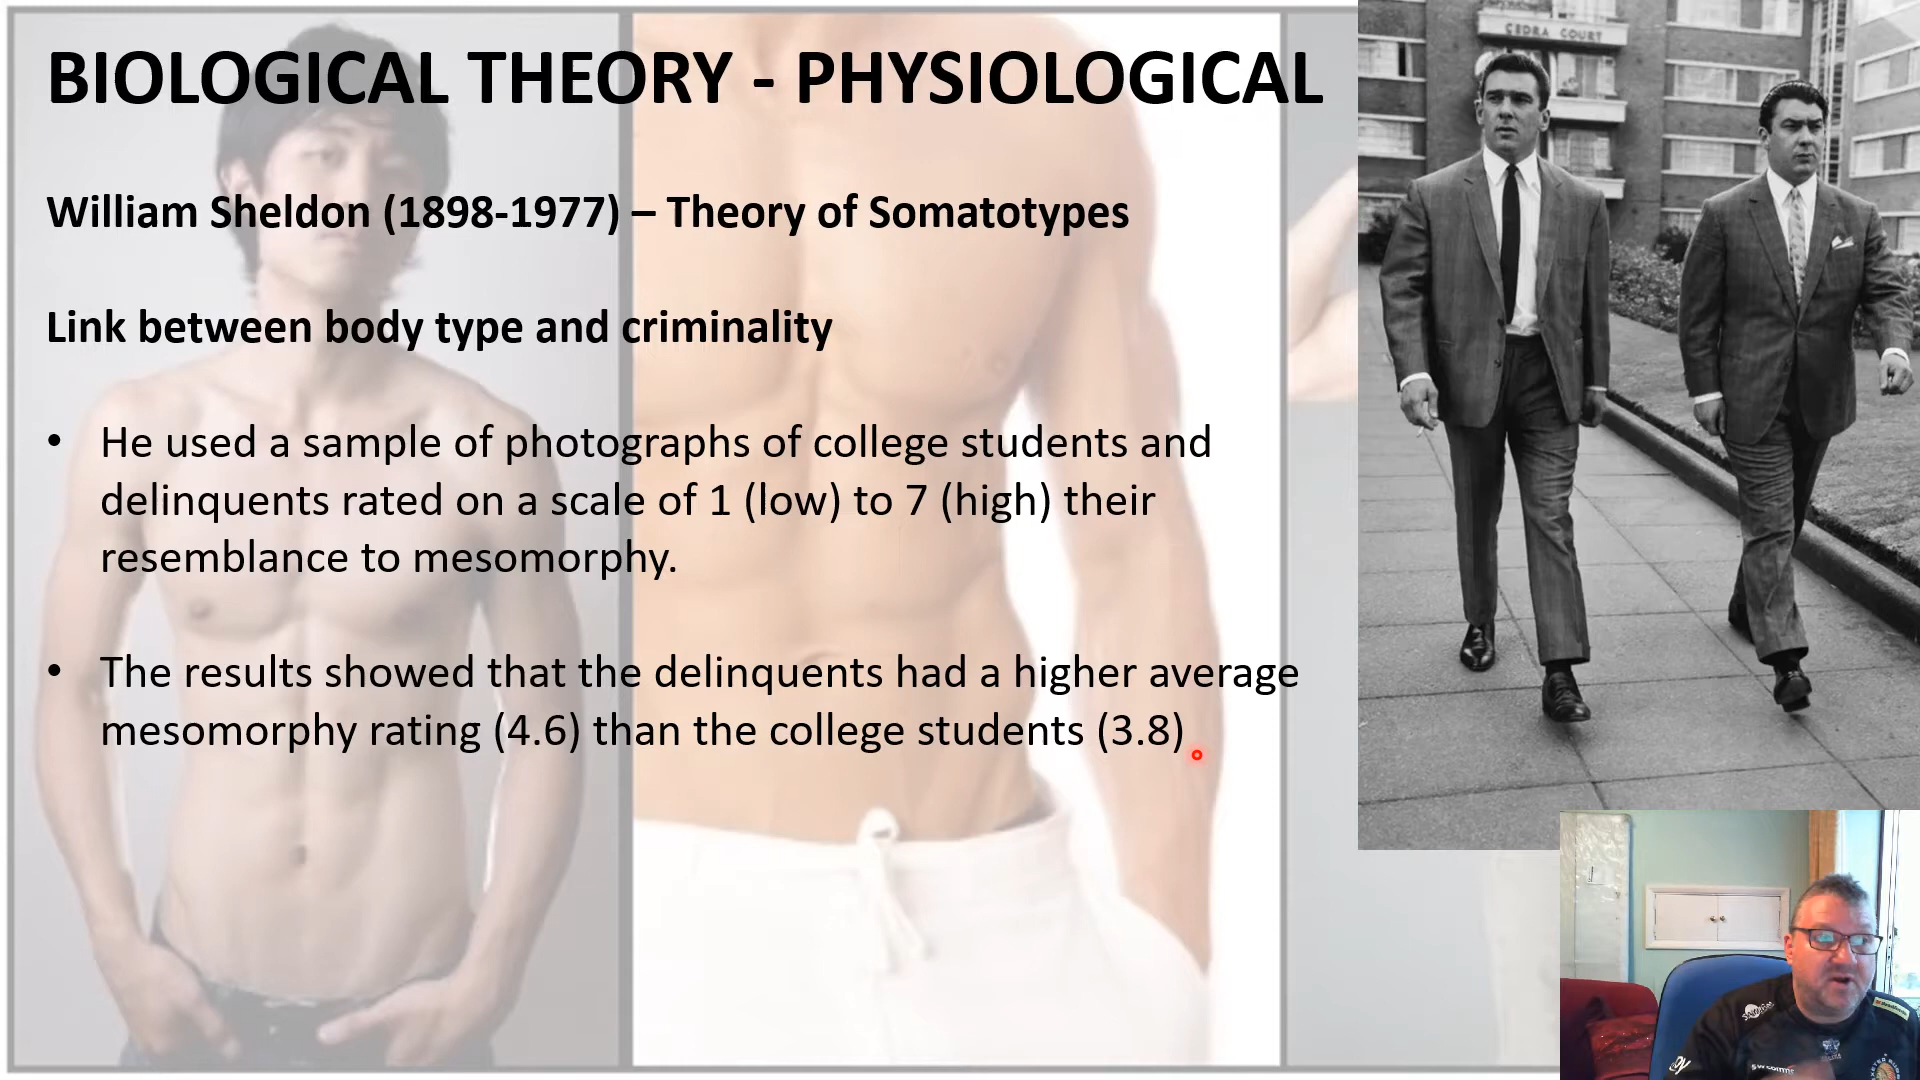 BIOLOGICAL THEORY - PHYSIOLOGICAL
CEDRA COURT
William Sheldon (1898-1977) – Theory of Somatotypes
Link between body type and criminality
• He used a sample of photographs of college students and
delinquents rated on a scale of 1 (low) to 7 (high) their
resemblance to mesomorphy.
• The results showed that the delinquents had a higher average
mesomorphy rating (4.6) than the college students (3.8)